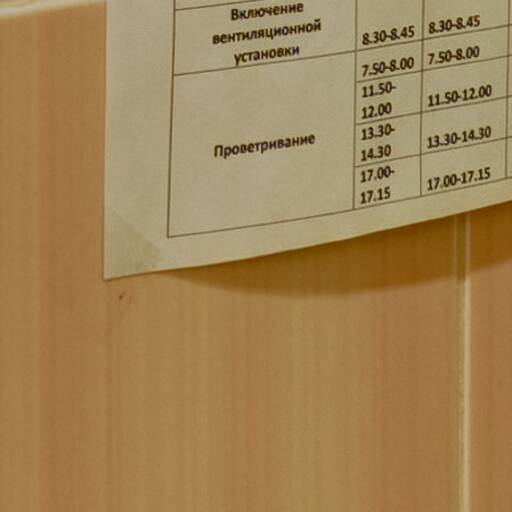 Включение
вентиляционной
установки
8.30-8.45 8.30-8.45
Проветривание
7.50-8.00 7.50-8.00
11.50-
12.00
11.50-12.00
13.30-
14.30
13.30-14.30
17.00-
17.15
17.00-17.15